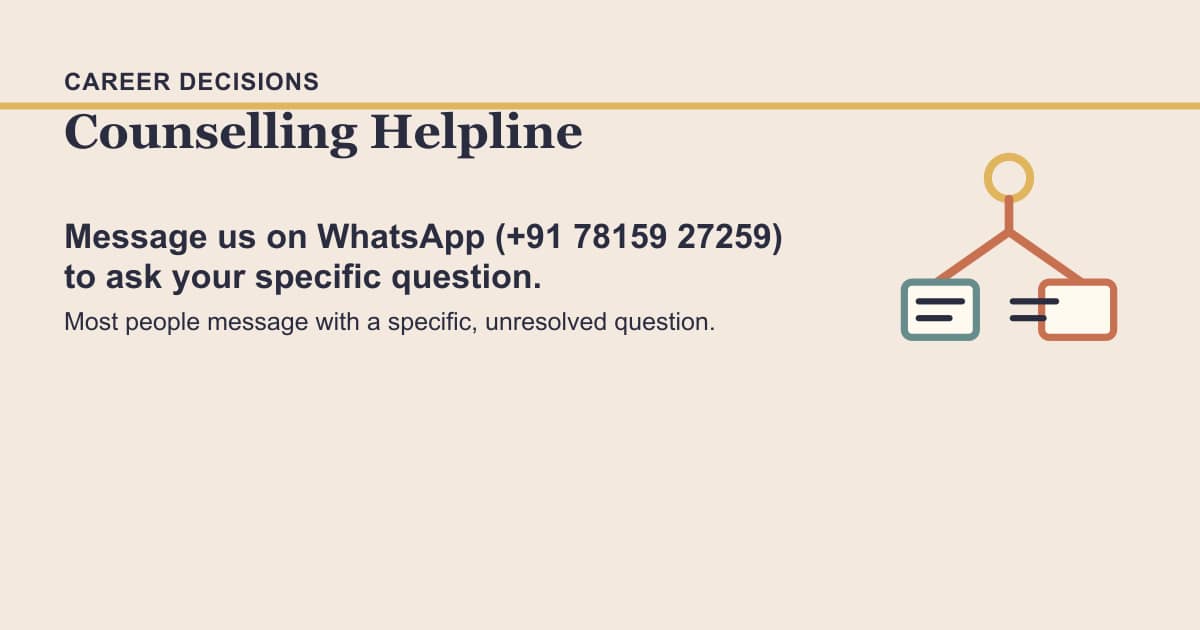 CAREER DECISIONS
Counselling Helpline
Message us on WhatsApp (+91 78159 27259)
to ask your specific question.
Most people message with a specific, unresolved question.